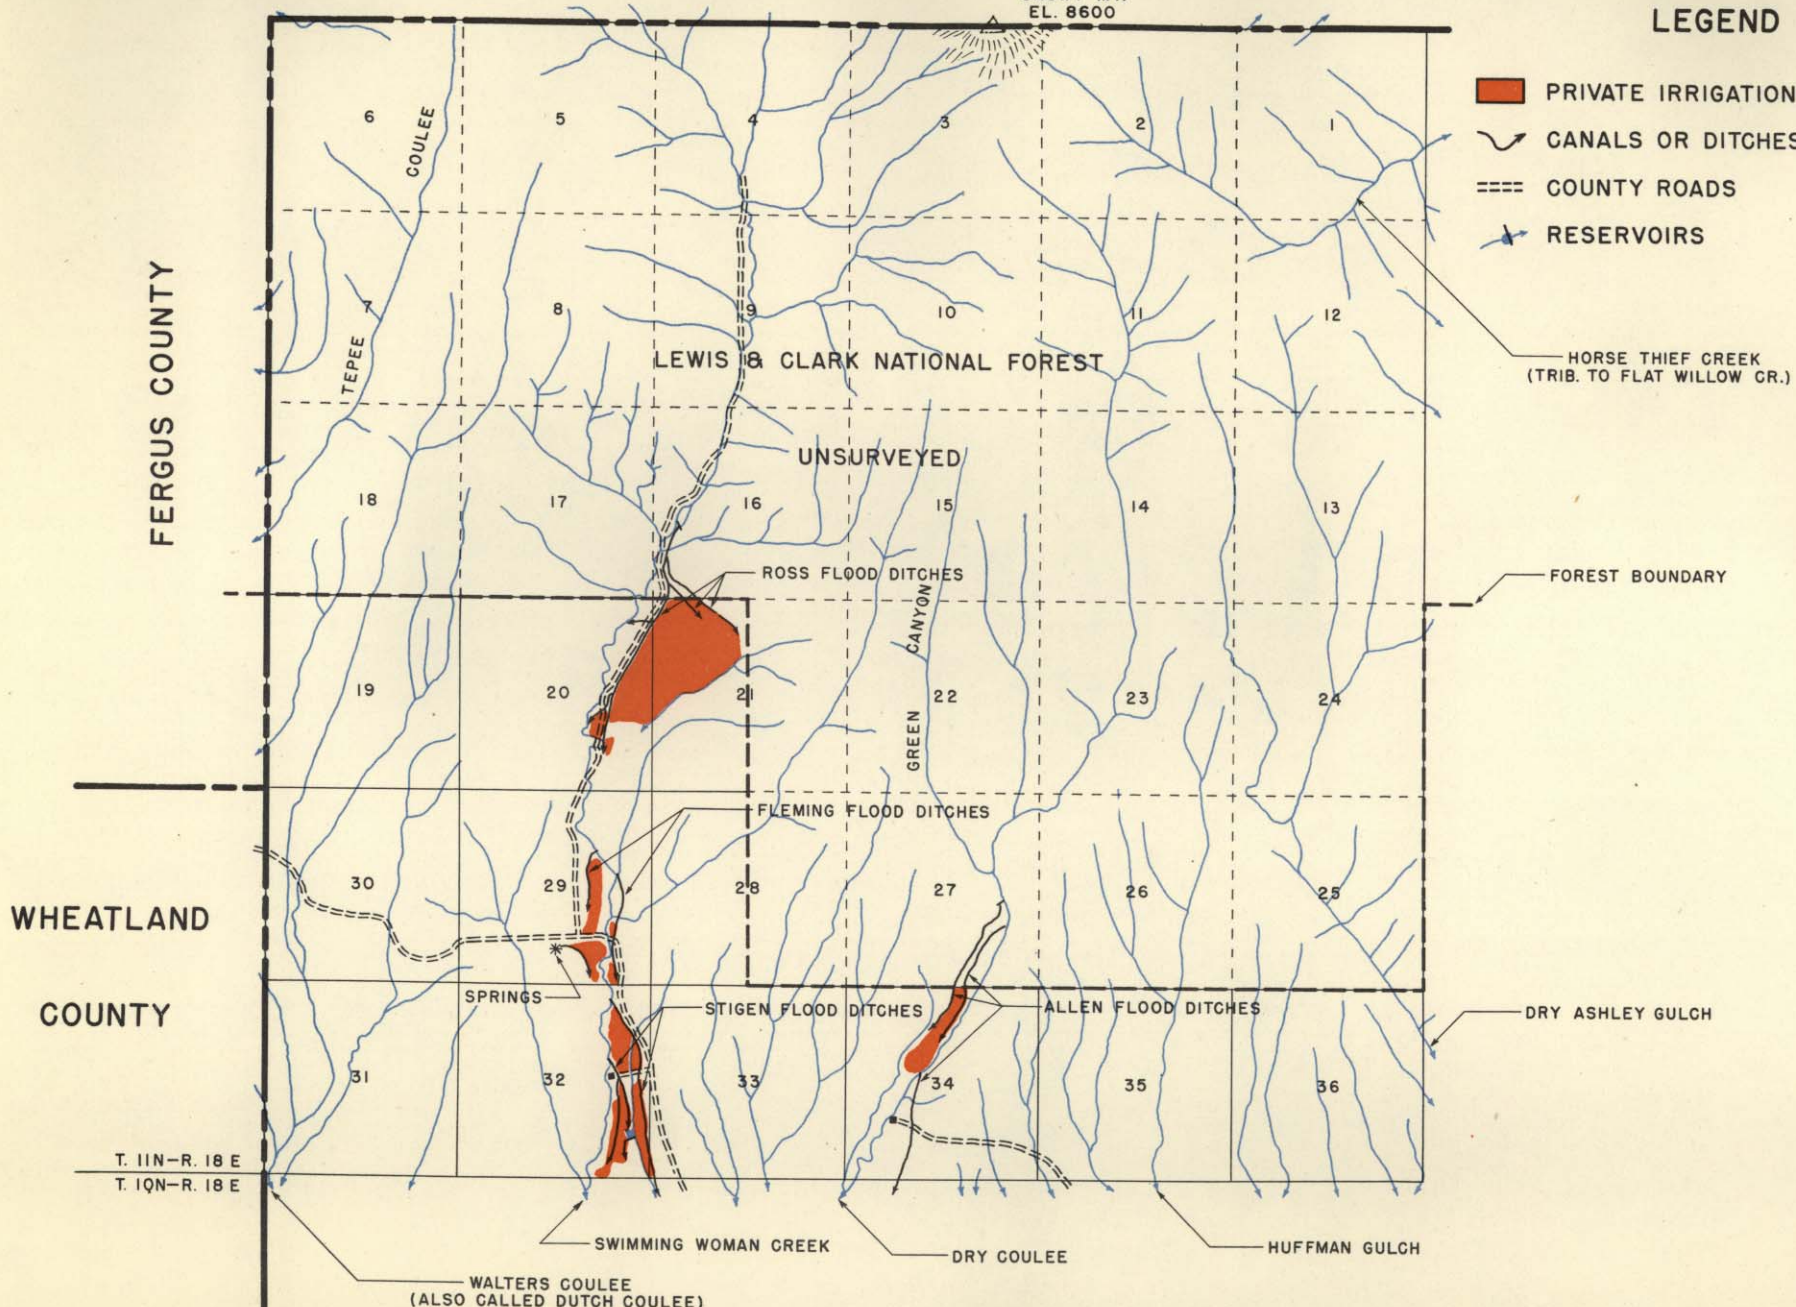 EL. 8600
LEGEND
PRIVATE IRRIGATION
CANALS OR DITCHES
COUNTY ROADS
RESERVOIRS
6
5
4
3
2
1
COULEE
TEPEE
FERGUS COUNTY
7
8
9
10
11
12
LEWIS & CLARK NATIONAL FOREST
HORSE THIEF CREEK
(TRIB. TO FLAT WILLOW CR.)
UNSURVEYED
18
17
16
15
14
13
ROSS FLOOD DITCHES
FOREST BOUNDARY
GREEN CANYON
19
20
21
22
23
24
FLEMING FLOOD DITCHES
30
29
28
27
26
25
WHEATLAND
COUNTY
SPRINGS
STIGEN FLOOD DITCHES
ALLEN FLOOD DITCHES
DRY ASHLEY GULCH
31
32
33
34
35
36
T. 11N–R. 18 E
T. 10N–R. 18 E
SWIMMING WOMAN CREEK
DRY COULEE
HUFFMAN GULCH
WALTERS COULEE
(ALSO CALLED DUTCH COULEE)